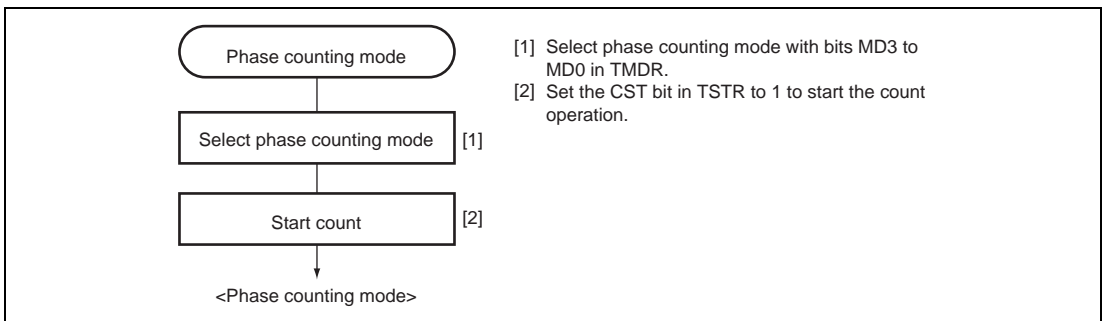 Phase counting mode
Select phase counting mode
[1]
Start count
[2]
<Phase counting mode>
[1] Select phase counting mode with bits MD3 to
MD0 in TMDR.
[2] Set the CST bit in TSTR to 1 to start the count
operation.